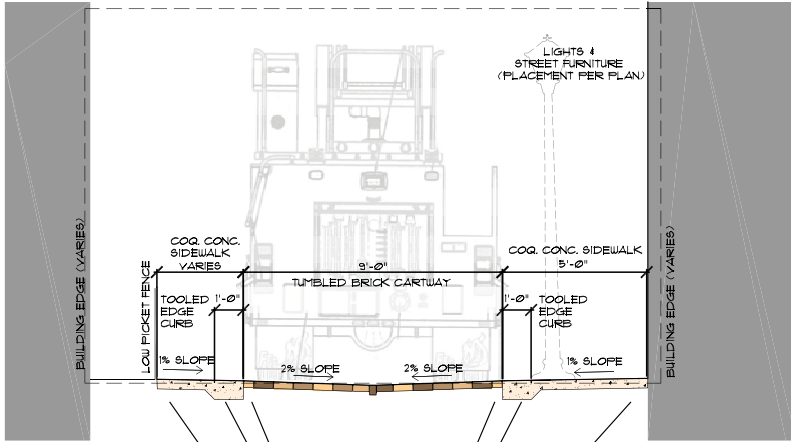 LIGHTS &
STREET FURNITURE
(PLACEMENT PER PLAN)
COQ. CONC.
SIDEWALK
VARIES
9'-0"
TUMBLED BRICK CARTWAY
COQ. CONC. SIDEWALK
5'-0"
BUILDING EDGE (VARIES)
LOW PICKET FENCE
TOOLED
EDGE
CURB
1'-0"
1'-0"
TOOLED
EDGE
CURB
BUILDING EDGE (VARIES)
1% SLOPE
2% SLOPE
2% SLOPE
1% SLOPE